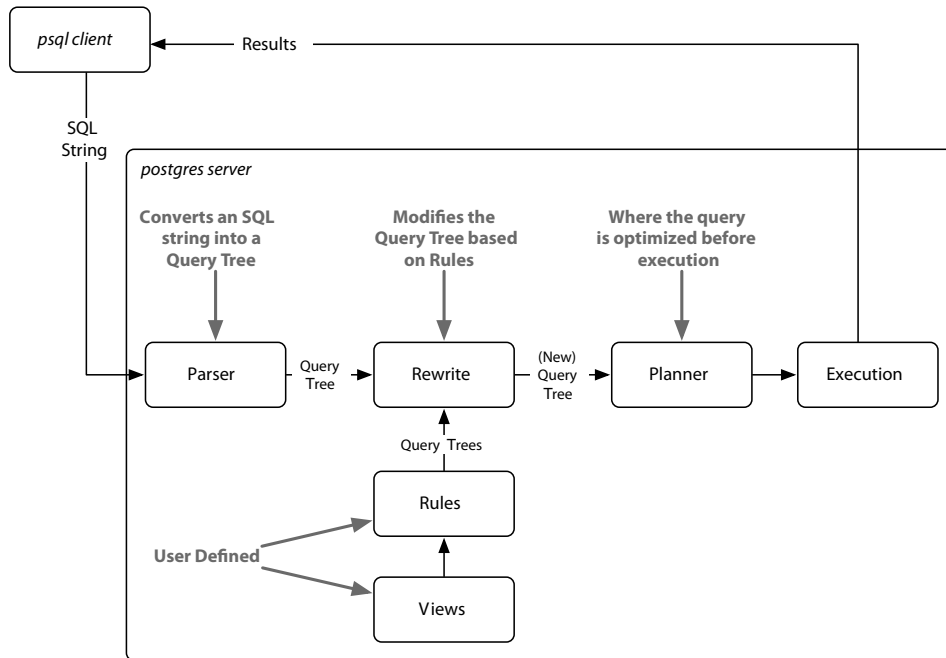 psql client
Results
SQL
String
postgres server
Converts an SQL
string into a
Query Tree
Modifies the
Query Tree based
on Rules
Where the query
is optimized before
execution
Parser
Query
Tree
Rewrite
(New)
Query
Tree
Planner
Execution
Query Trees
Rules
User Defined
Views